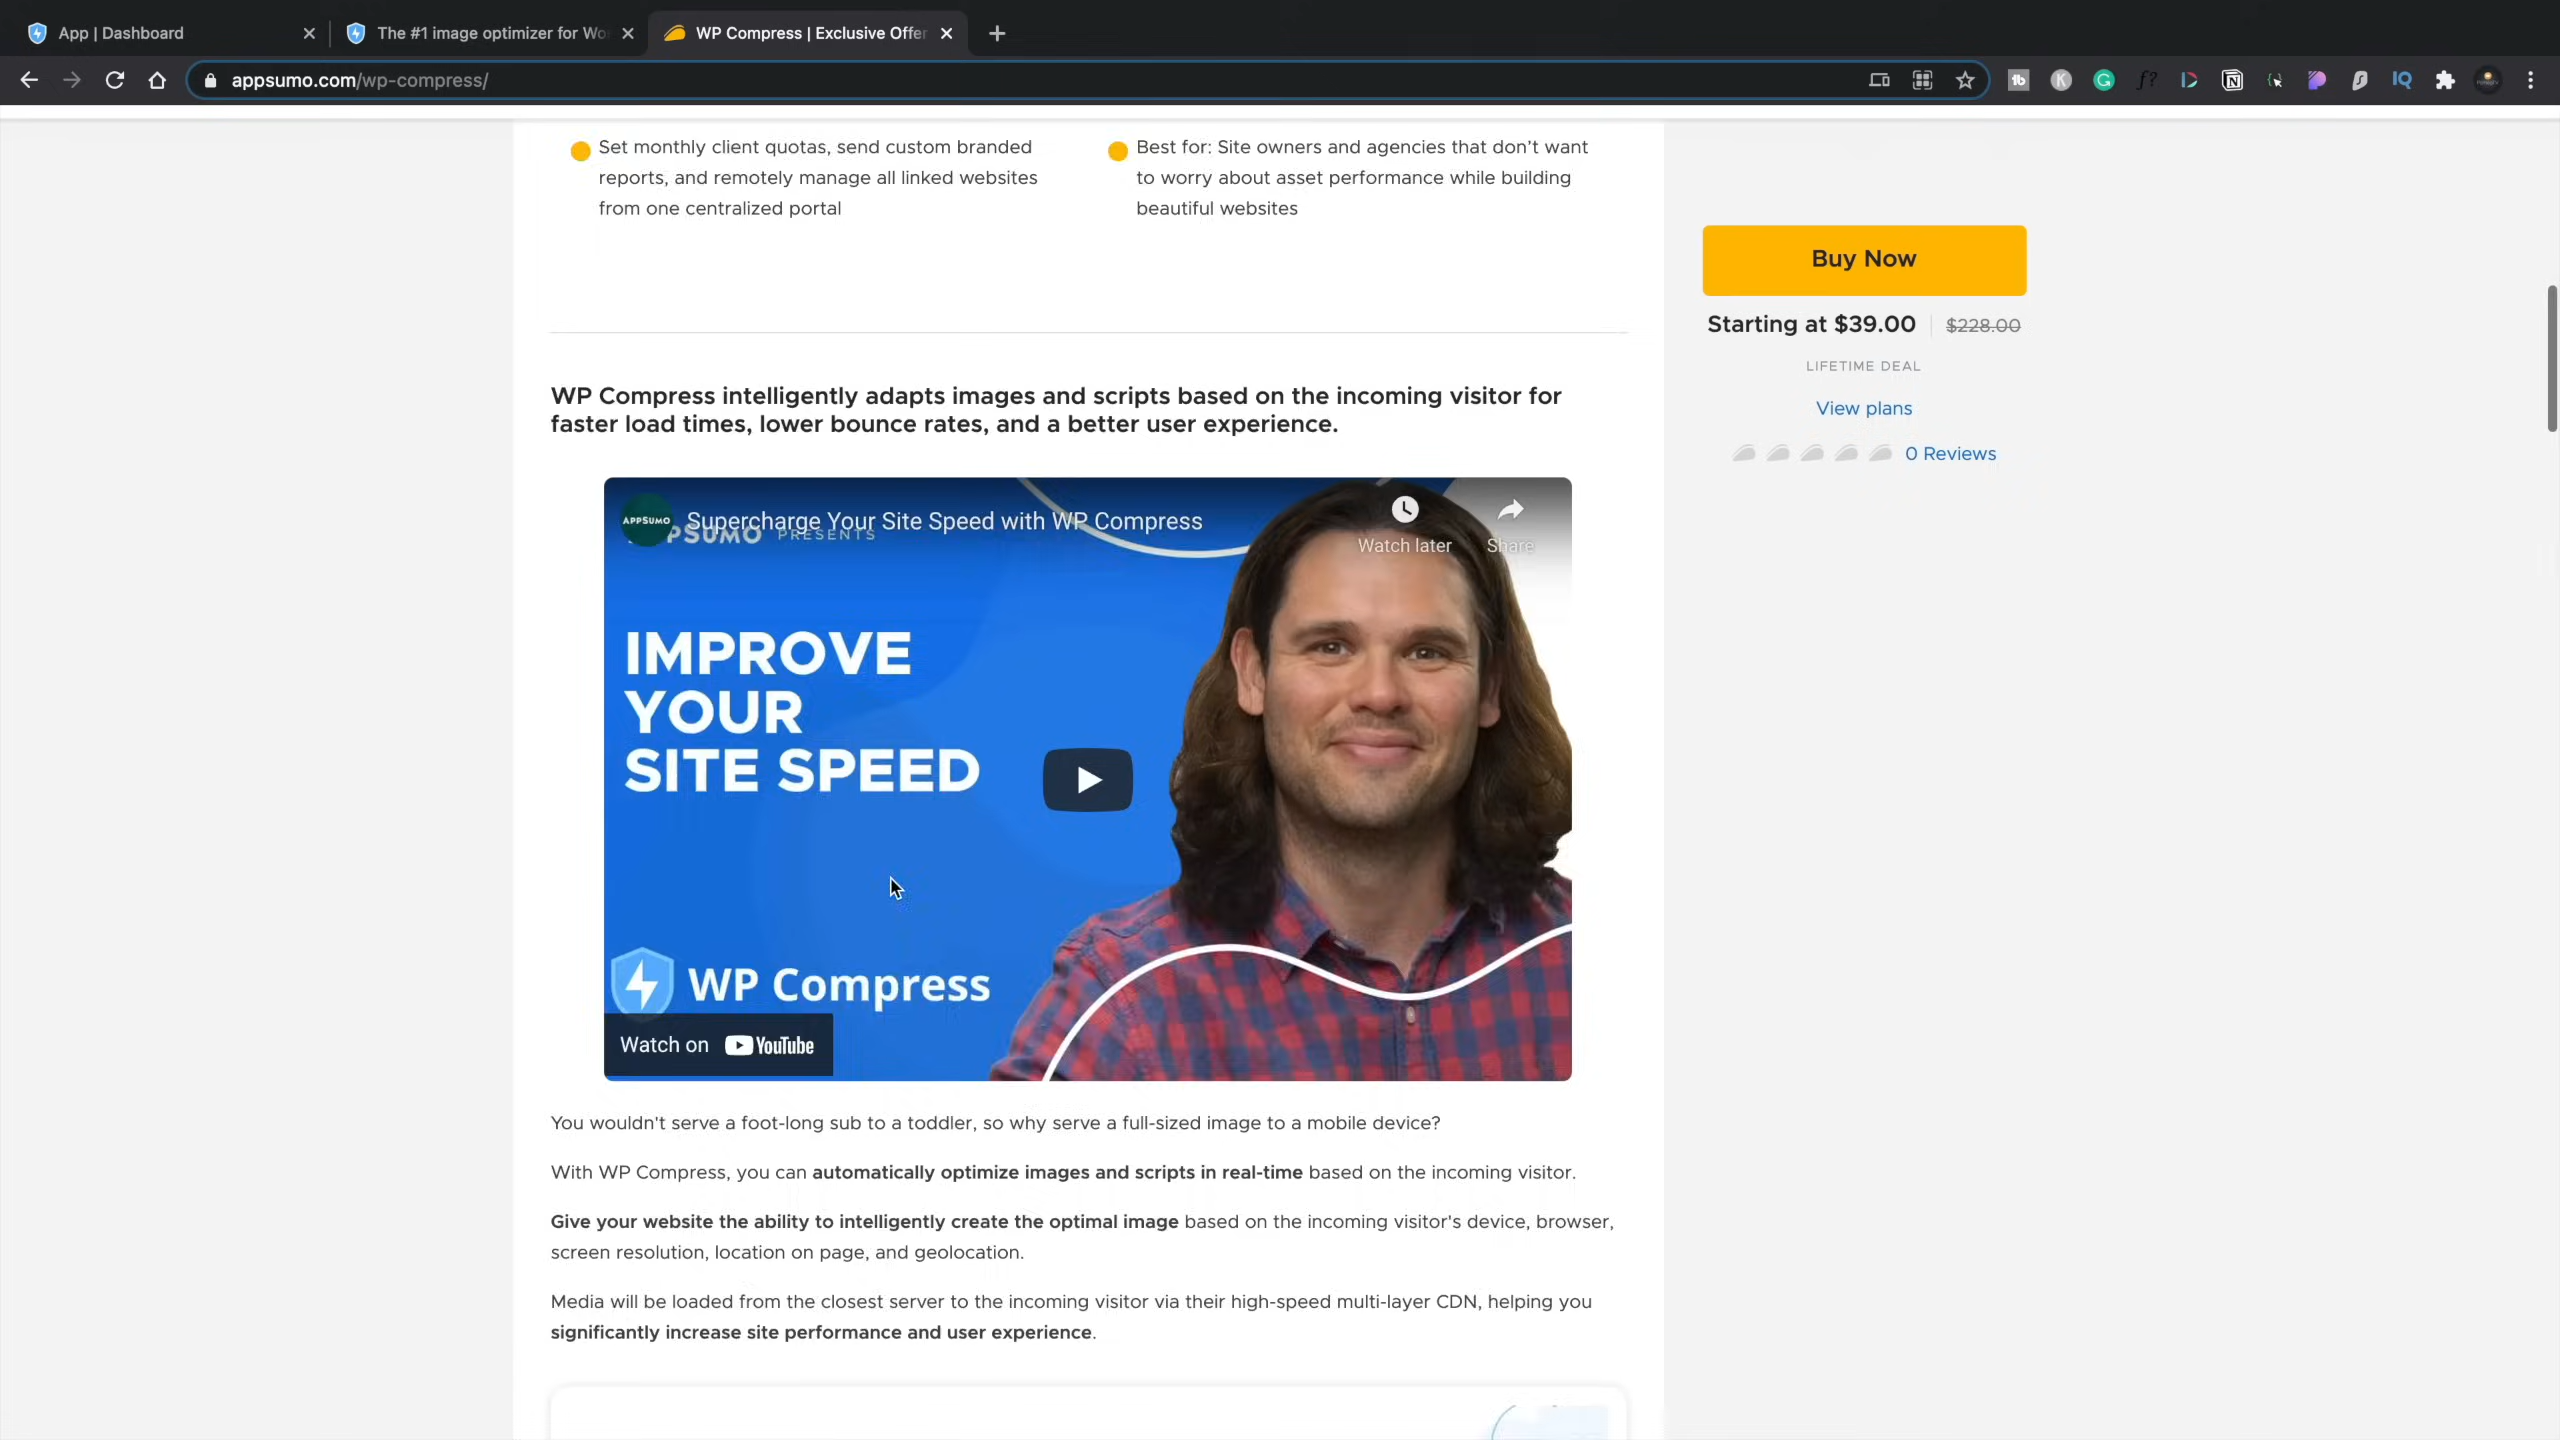 App | Dashboard
The #1 image optimizer for Wo
WP Compress | Exclusive Offer
appsumo.com/wp-compress/
Set monthly client quotas, send custom branded
reports, and remotely manage all linked websites
from one centralized portal
Best for: Site owners and agencies that don’t want
to worry about asset performance while building
beautiful websites
Buy Now
Starting at $39.00
$228.00
LIFETIME DEAL
View plans
0 Reviews
WP Compress intelligently adapts images and scripts based on the incoming visitor for
faster load times, lower bounce rates, and a better user experience.
APPSUMO
Supercharge Your Site Speed with WP Compress
PSUMO PRESENTS
Watch later
Share
IMPROVE
YOUR
SITE SPEED
WP Compress
Watch on YouTube
You wouldn't serve a foot-long sub to a toddler, so why serve a full-sized image to a mobile device?
With WP Compress, you can automatically optimize images and scripts in real-time based on the incoming visitor.
Give your website the ability to intelligently create the optimal image based on the incoming visitor's device, browser,
screen resolution, location on page, and geolocation.
Media will be loaded from the closest server to the incoming visitor via their high-speed multi-layer CDN, helping you
significantly increase site performance and user experience.